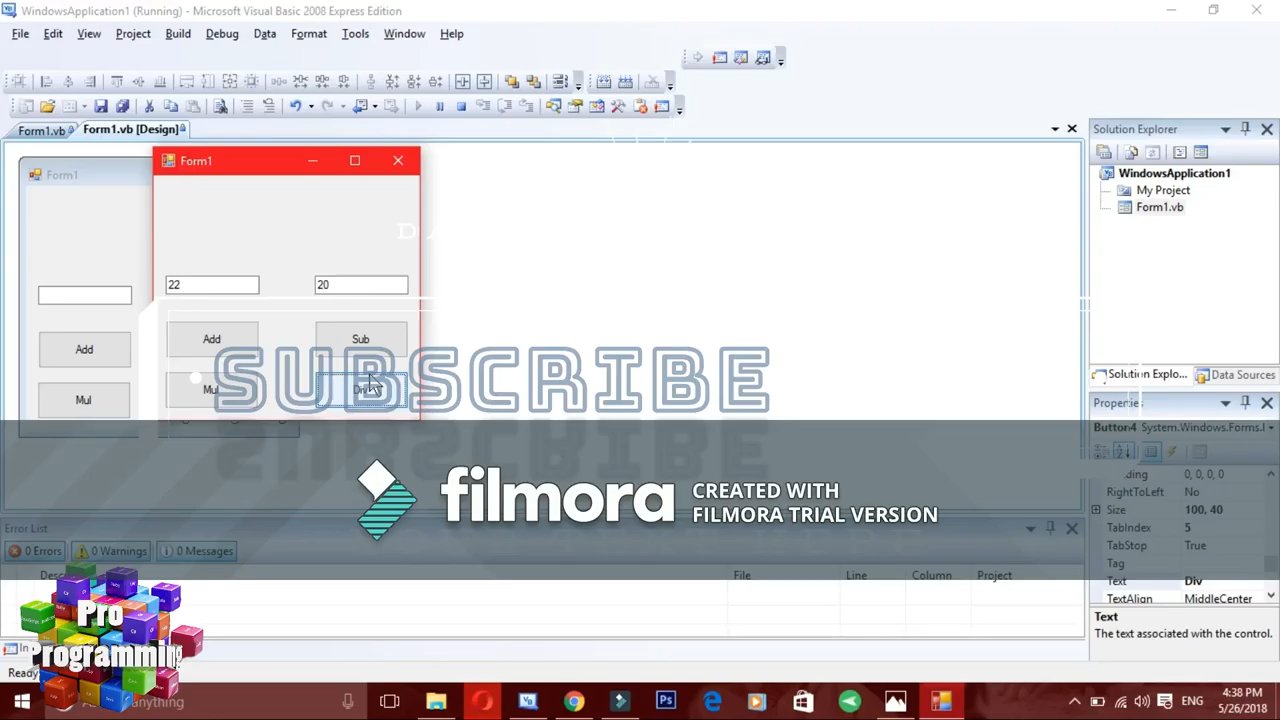 WindowsApplication1 (Running) - Microsoft Visual Basic 2008 Express Edition
File Edit View Project Build Debug Data Format Tools Window Help
Form1.vb Form1.vb [Design]
Solution Explorer
WindowsApplication1
My Project
Form1.vb
Form1
Form1
D
22 20
Add Sub
Mul
Add
Mul
SUBSCRIBE
Solution Explo... Data Sources
Button4 System.Windows.Forms.
0, 0, 0, 0
RightToLeft No
Size 100, 40
TabIndex 5
TabStop True
Tag
Text Div
TextAlign MiddleCenter
Text
The text associated with the control.
filmora
CREATED WITH
FILMORA TRIAL VERSION
Error List
0 Errors 0 Warnings 0 Messages
File Line Column Project
Pro
Programming
Ready
anything
Ps
ENG
4:38 PM
5/26/2018